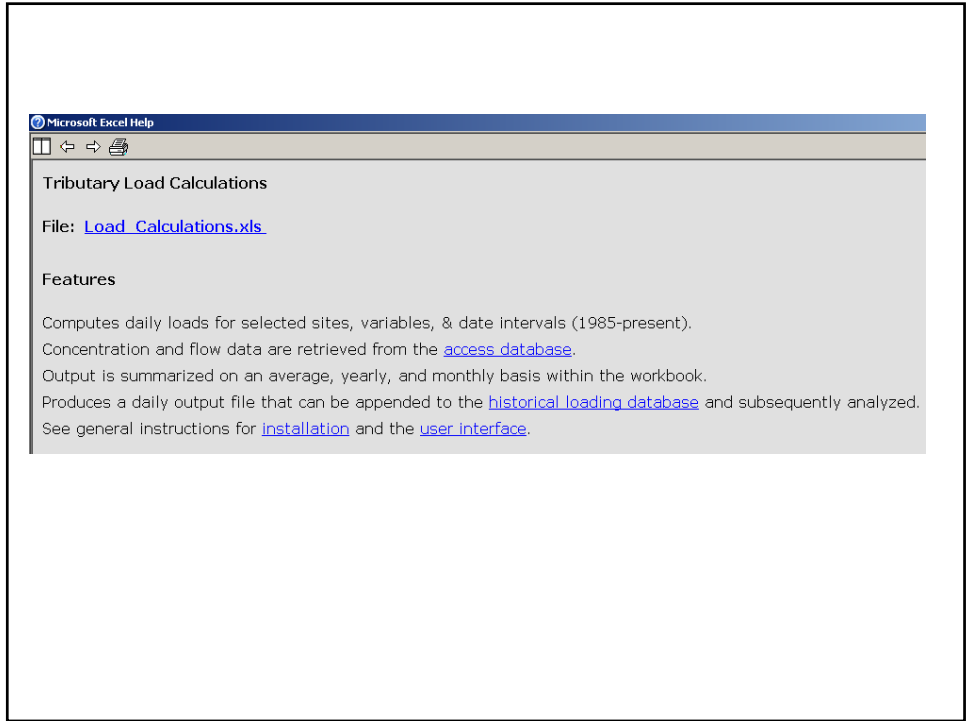 Microsoft Excel Help
Tributary Load Calculations
File: Load_Calculations.xls
Features
Computes daily loads for selected sites, variables, & date intervals (1985-present).
Concentration and flow data are retrieved from the access database.
Output is summarized on an average, yearly, and monthly basis within the workbook.
Produces a daily output file that can be appended to the historical loading database and subsequently analyzed.
See general instructions for installation and the user interface.